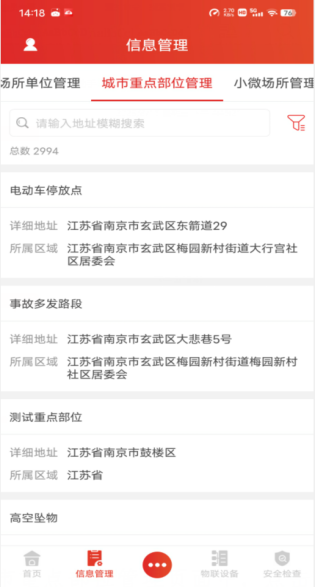 14:18
2.70 KB/s HD 5G 76
信息管理
场所单位管理 城市重点部位管理 小微场所管理
请输入地址模糊搜索
总数 2994
电动车停放点
详细地址 江苏省南京市玄武区东箭道29
所属区域 江苏省南京市玄武区梅园新村街道大行宫社
区居委会
事故多发路段
详细地址 江苏省南京市玄武区大悲巷5号
所属区域 江苏省南京市玄武区梅园新村街道梅园新村
社区居委会
测试重点部位
详细地址 江苏省南京市鼓楼区
所属区域 江苏省
高空坠物
首页 信息管理 物联设备 安全检查